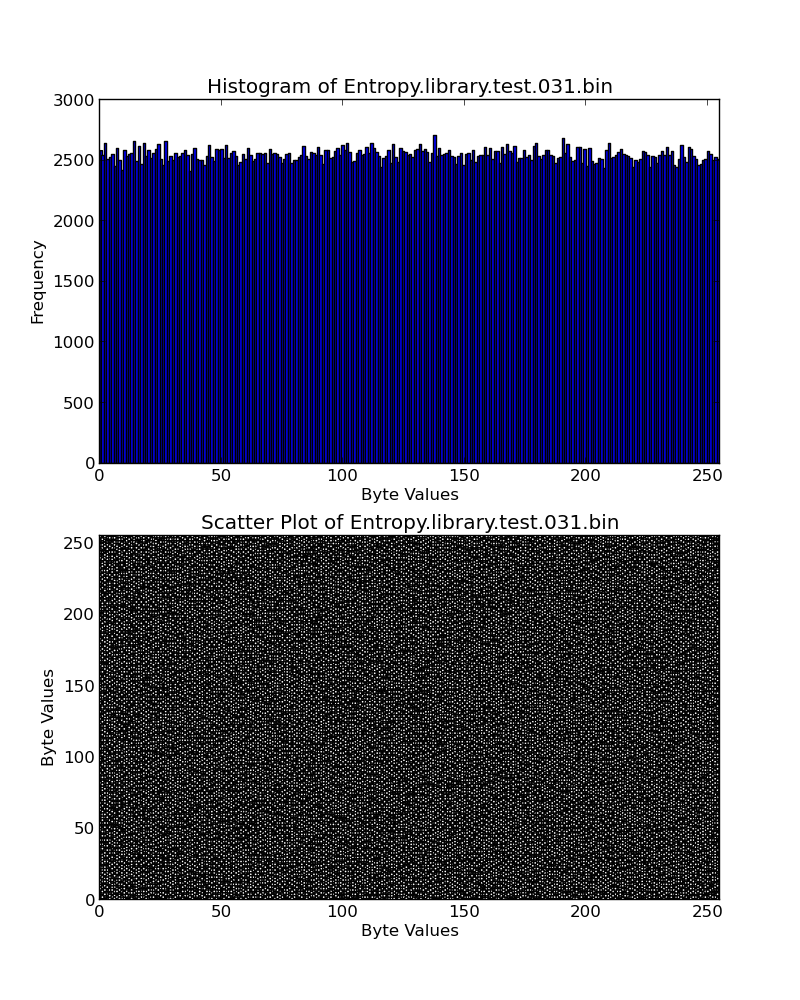 Histogram of Entropy.library.test.031.bin
3000
2500
2000
1500
1000
500
0
Frequency
0 50 100 150 200 250
Byte Values
Scatter Plot of Entropy.library.test.031.bin
250
200
150
100
50
0
Byte Values
0 50 100 150 200 250
Byte Values